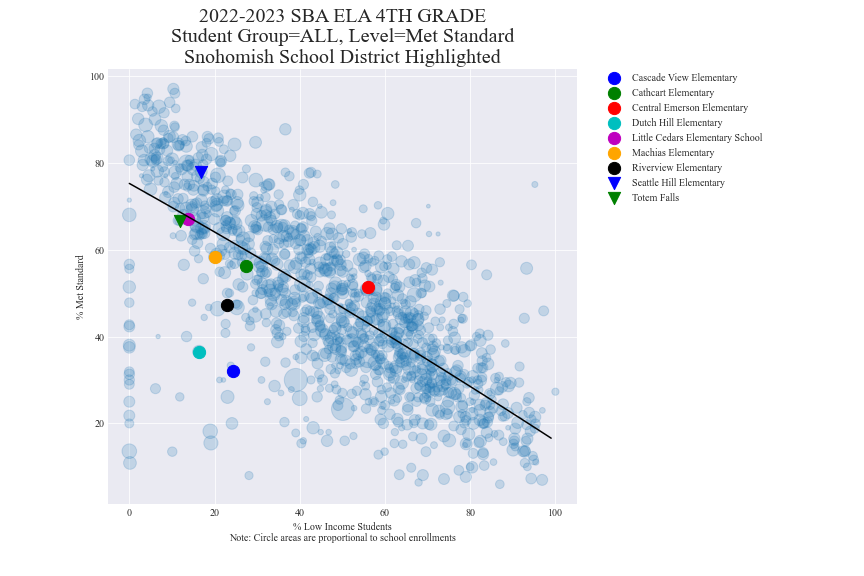 2022-2023 SBA ELA 4TH GRADE
Student Group=ALL, Level=Met Standard
Snohomish School District Highlighted
100
80
60
40
20
% Met Standard
0 20 40 60 80 100
% Low Income Students
Note: Circle areas are proportional to school enrollments
Cascade View Elementary
Cathcart Elementary
Central Emerson Elementary
Dutch Hill Elementary
Little Cedars Elementary School
Machias Elementary
Riverview Elementary
Seattle Hill Elementary
Totem Falls